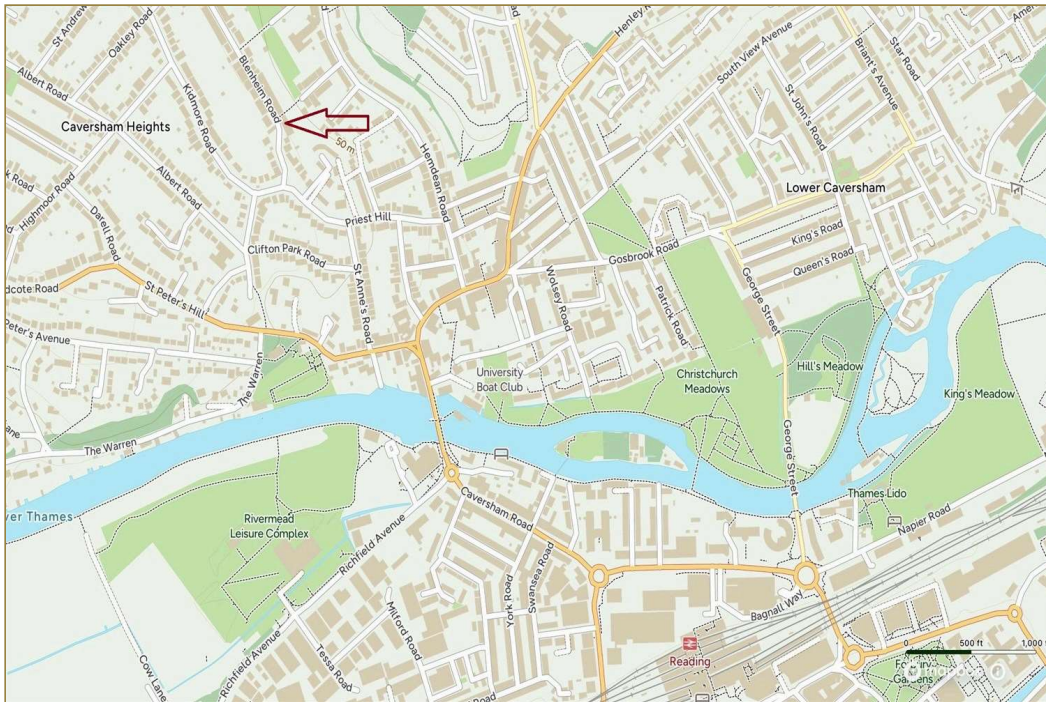 St Andrew
Oakley Road
Albert Road
Caversham Heights
Kidmore Road
Blenheim Road
50 m
Albert Road
Highmoor Road
Darell Road
Hemdean Road
Priest Hill
Clifton Park Road
St Anne's Road
St Peter's Hill
dcote Road
Peter's Avenue
The Warren
The Warren
Henley
South View Avenue
Briant's Avenue
Star Road
St John's Road
Lower Caversham
King's Road
Queen's Road
Gosbrook Road
Wolsey Road
Patrick Road
George Street
University
Boat Club
Christchurch
Meadows
Hill's Meadow
King's Meadow
George Street
Thames Lido
Napier Road
ver Thames
Rivermead
Leisure Complex
Richfield Avenue
Caversham Road
York Road
Swansea Road
Milford Road
Tessa Road
Richfield Avenue
Cow Lane
Bagnall Way
Reading
Road
0 500 ft 1,000
Gardens